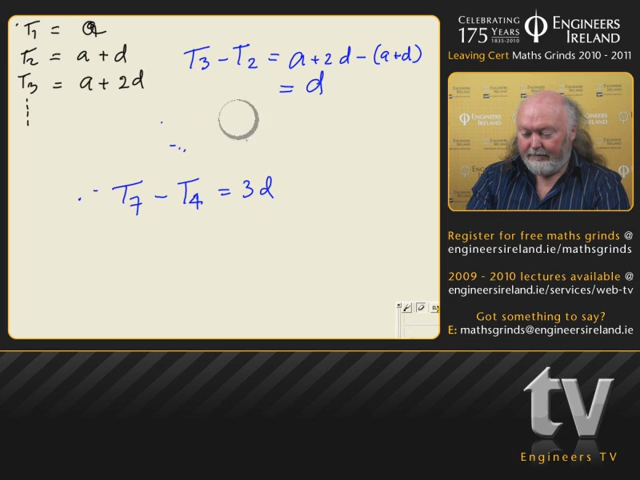 T1 = a
T2 = a + d
T3 = a + 2d
T3 - T2 = a + 2d - (a+d)
= d
∴ T7 - T4 = 3d
CELEBRATING
175 YEARS
1835-2010
ENGINEERS
IRELAND
Leaving Cert Maths Grinds 2010 - 2011
Register for free maths grinds @
engineersireland.ie/mathsgrinds
2009 - 2010 lectures available @
engineersireland.ie/services/web-tv
Got something to say?
E: mathsgrinds@engineersireland.ie
tv
Engineers TV